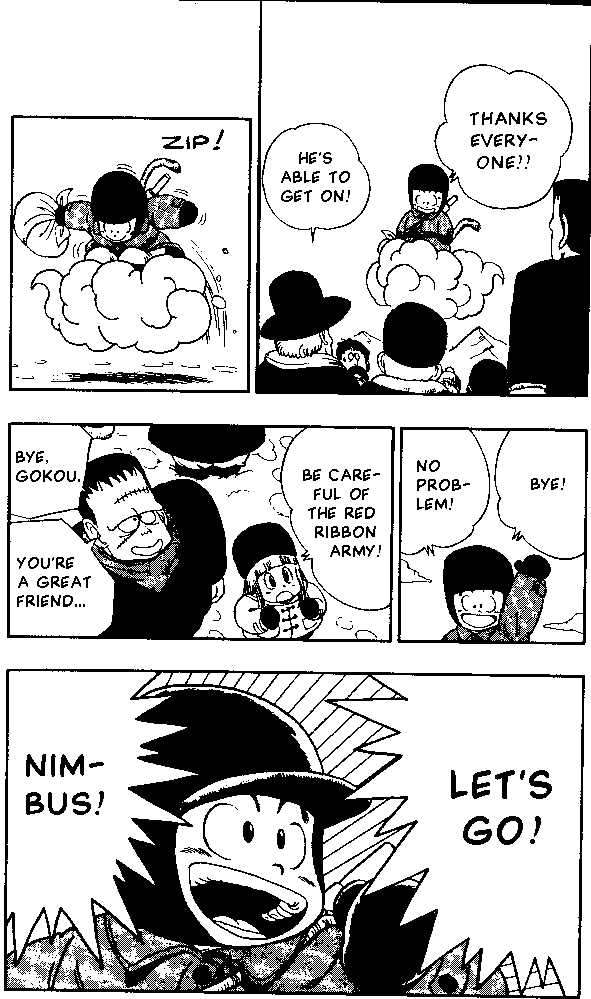 ZIP!
HE'S
ABLE TO
GET ON!
THANKS
EVERY-
ONE!!
BYE,
GOKOU.
YOU'RE
A GREAT
FRIEND...
BE CARE-
FUL OF
THE RED
RIBBON
ARMY!
NO
PROB-
LEM!
BYE!
NIM-
BUS!
LET'S
GO!